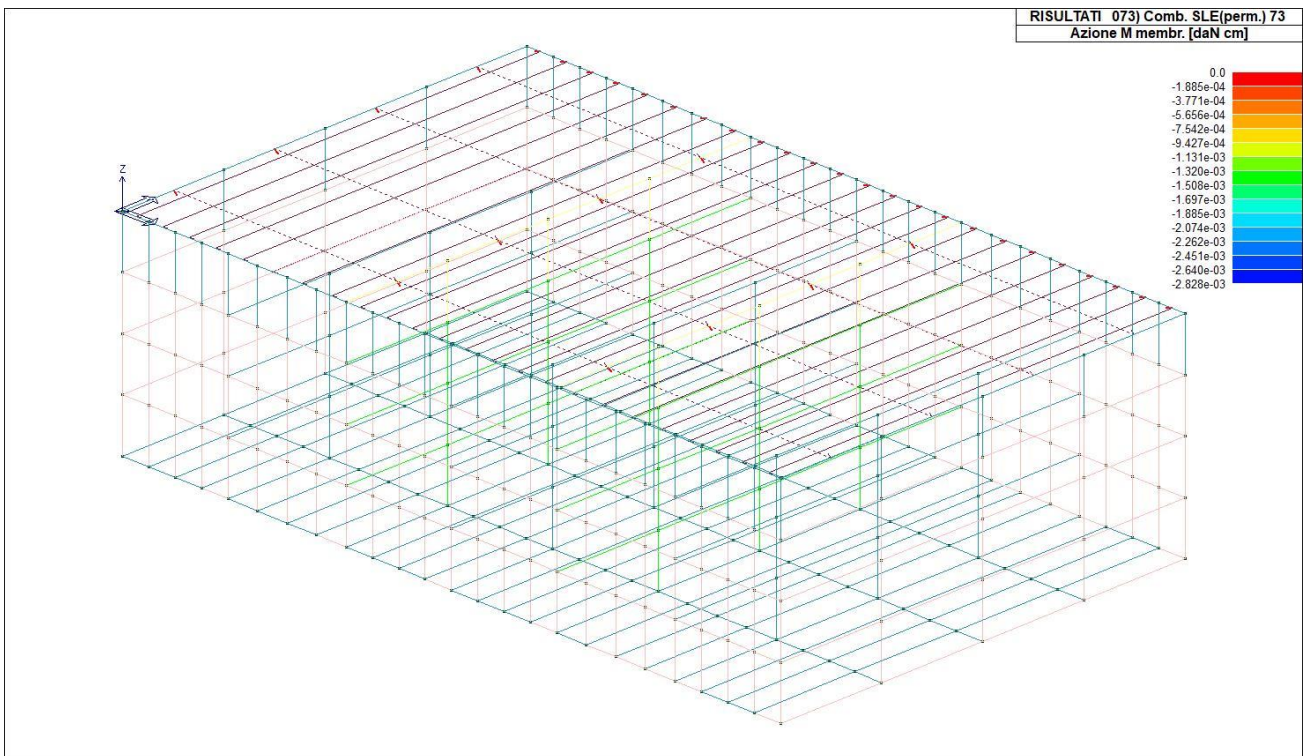 RISULTATI 073) Comb. SLE(perm.) 73
Azione M membr. [daN cm]
0.0
-1.885e-04
-3.771e-04
-5.656e-04
-7.542e-04
-9.427e-04
-1.131e-03
-1.320e-03
-1.508e-03
-1.697e-03
-1.885e-03
-2.074e-03
-2.262e-03
-2.451e-03
-2.640e-03
-2.828e-03
Z